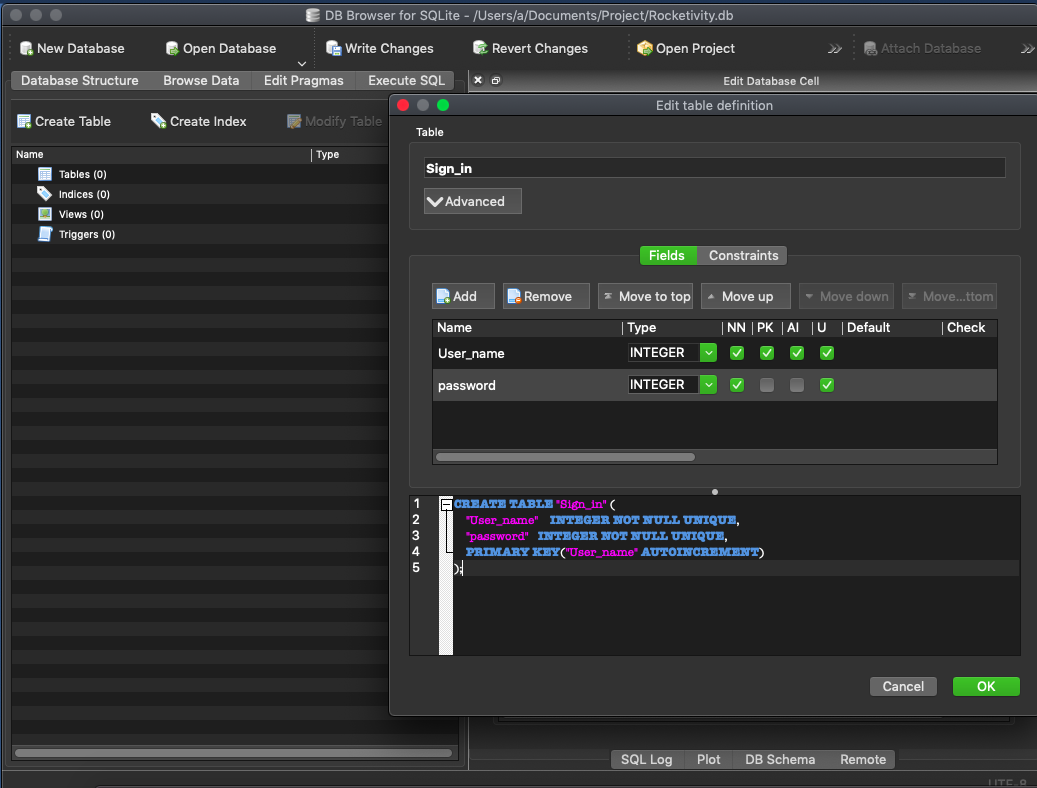 DB Browser for SQLite - /Users/a/Documents/Project/Rocketivity.db
New Database Open Database Write Changes Revert Changes Open Project Attach Database
Database Structure Browse Data Edit Pragmas Execute SQL
Edit Database Cell
Create Table Create Index Modify Table
Name Type
Tables (0)
Indices (0)
Views (0)
Triggers (0)
Edit table definition
Table
Sign_in
Advanced
Fields Constraints
Add Remove Move to top Move up Move down Move...ttom
Name Type NN PK AI U Default Check
User_name INTEGER
password INTEGER
1 CREATE TABLE "Sign_in" (
2 "User_name" INTEGER NOT NULL UNIQUE,
3 "password" INTEGER NOT NULL UNIQUE,
4 PRIMARY KEY("User_name" AUTOINCREMENT)
5 );
Cancel OK
SQL Log Plot DB Schema Remote
UTF-8